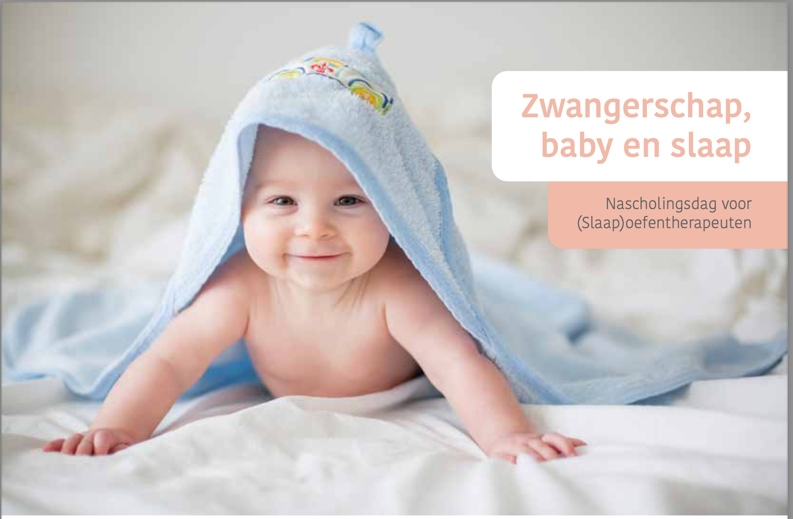 Zwangerschap,
baby en slaap
Nascholingsdag voor
(Slaap)oefentherapeuten